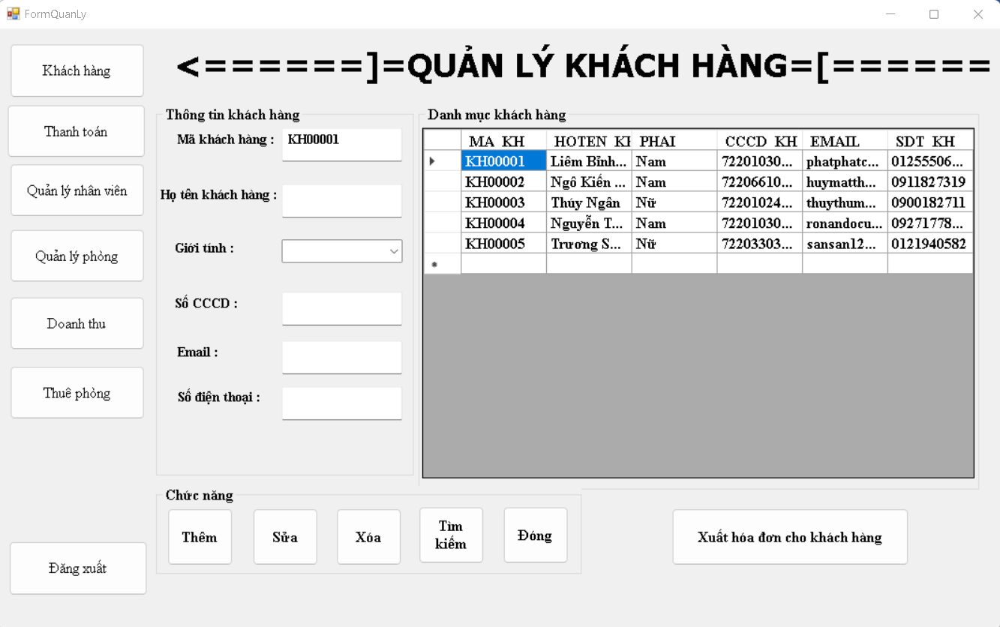 FormQuanLy
<======]=QUẢN LÝ KHÁCH HÀNG=[======
Khách hàng
Thanh toán
Quản lý nhân viên
Quản lý phòng
Doanh thu
Thuê phòng
Đăng xuất
Thông tin khách hàng
Mã khách hàng : KH00001
Họ tên khách hàng :
Giới tính :
Số CCCD :
Email :
Số điện thoại :
Danh mục khách hàng
MA_KH HOTEN_KH PHAI CCCD_KH EMAIL SDT_KH
KH00001 Liêm Bỉnh... Nam 72201030... phatphatc... 01255506...
KH00002 Ngô Kiến ... Nam 72206610... huymatth... 0911827319
KH00003 Thúy Ngân Nữ 72201024... thuythum... 0900182711
KH00004 Nguyễn T... Nam 72201030... ronandocu... 09271778...
KH00005 Trương S... Nữ 72203303... sansan12... 0121940582
Chức năng
Thêm
Sửa
Xóa
Tìm
kiếm
Đóng
Xuất hóa đơn cho khách hàng